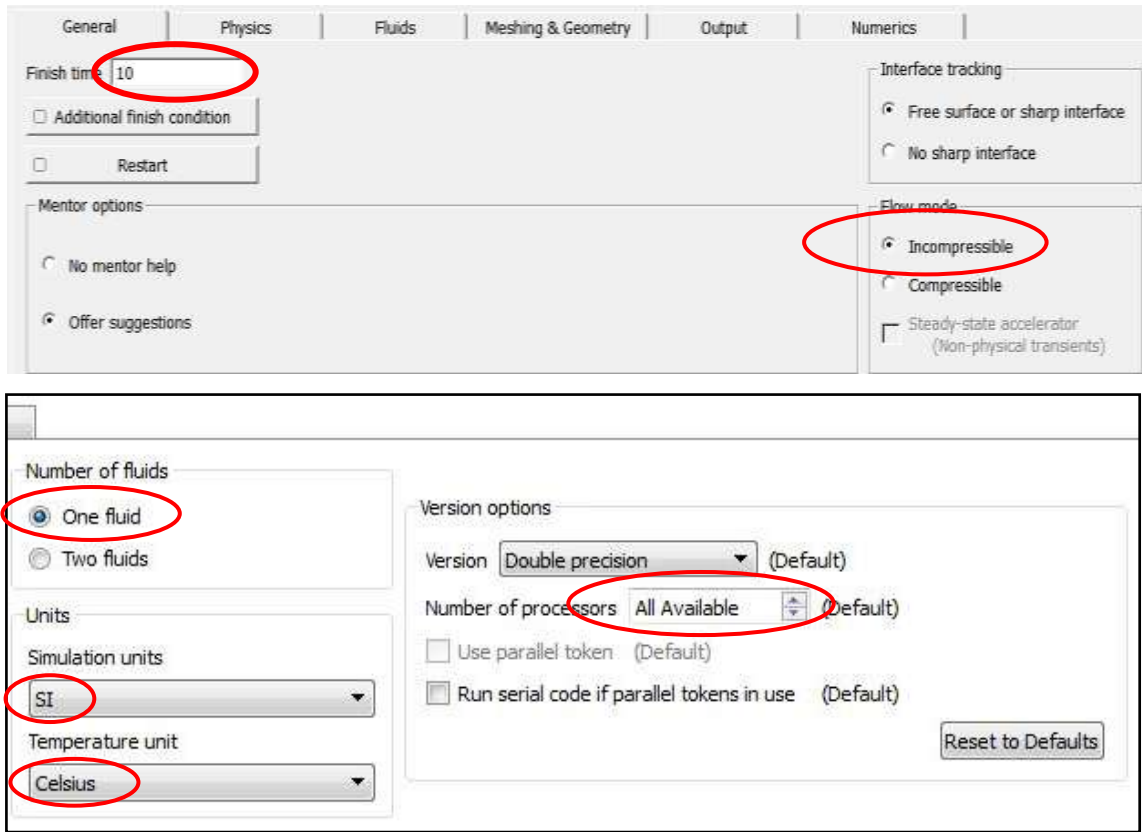 General Physics Fluids Meshing & Geometry Output Numerics
Finish time 10
Additional finish condition
Restart
Mentor options
No mentor help
Offer suggestions
Interface tracking
Free surface or sharp interface
No sharp interface
Flow mode
Incompressible
Compressible
Steady-state accelerator
(Non-physical transients)
Number of fluids
One fluid
Two fluids
Units
Simulation units
SI
Temperature unit
Celsius
Version options
Version Double precision (Default)
Number of processors All Available (Default)
Use parallel token (Default)
Run serial code if parallel tokens in use (Default)
Reset to Defaults